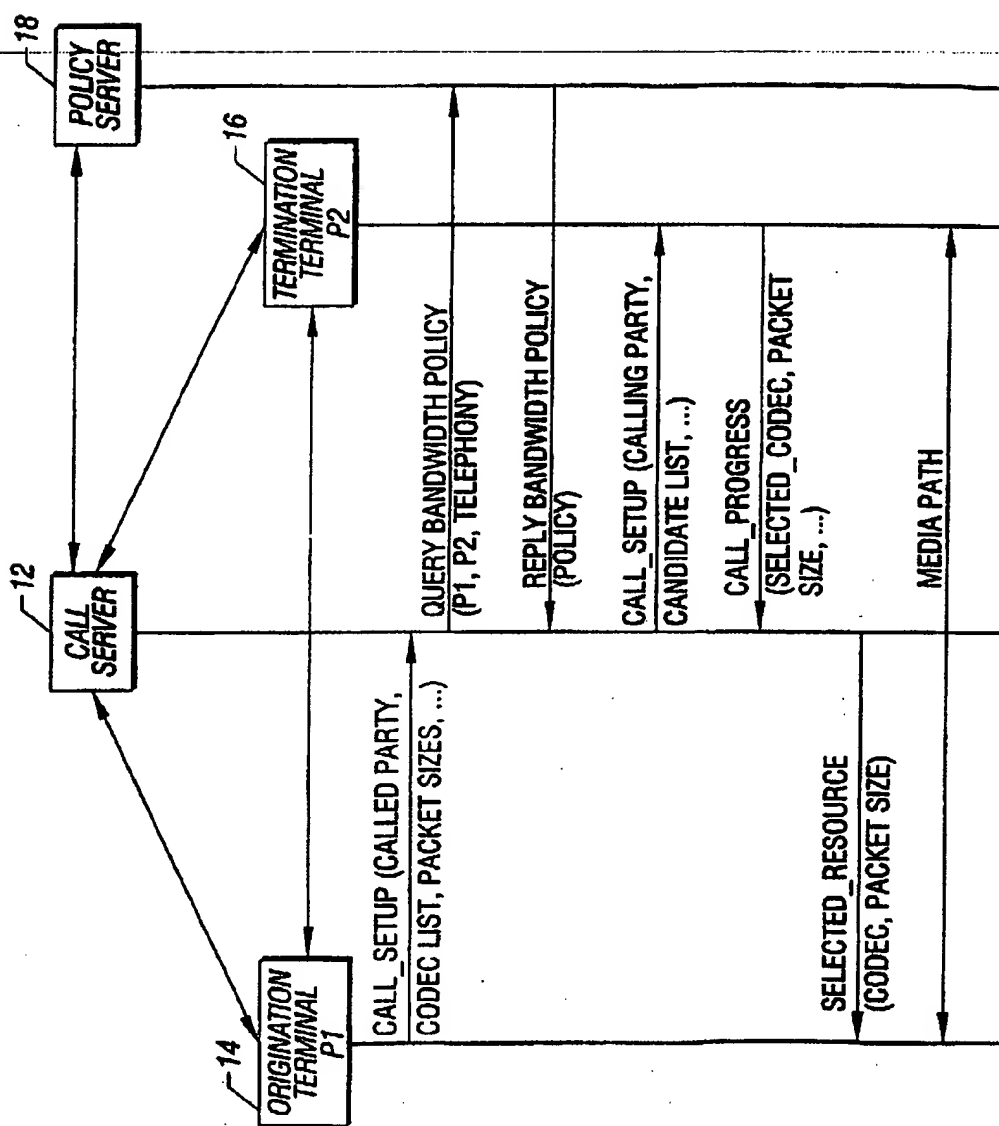 18
POLICY
SERVER
12
CALL
SERVER
16
TERMINATION
TERMINAL
P2
14
ORIGINATION
TERMINAL
P1
CALL_SETUP (CALLED PARTY,
CODEC LIST, PACKET SIZES, ...)
QUERY BANDWIDTH POLICY
(P1, P2, TELEPHONY)
REPLY BANDWIDTH POLICY
(POLICY)
CALL_SETUP (CALLING PARTY,
CANDIDATE LIST, ...)
CALL_PROGRESS
(SELECTED_CODEC, PACKET
SIZE, ...)
SELECTED_RESOURCE
(CODEC, PACKET SIZE)
MEDIA PATH